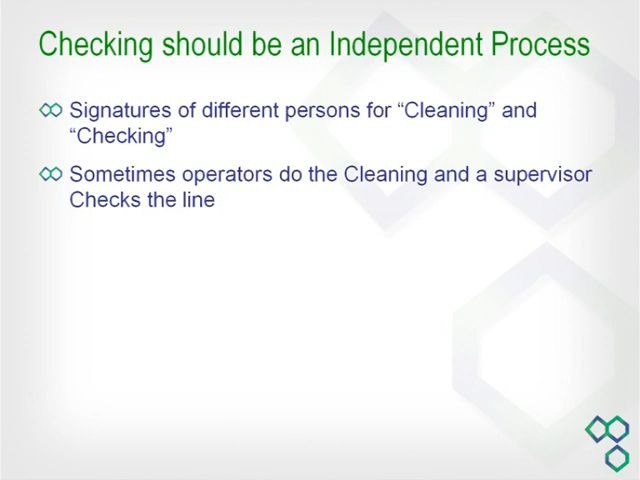 Checking should be an Independent Process
Signatures of different persons for “Cleaning” and
“Checking”
Sometimes operators do the Cleaning and a supervisor
Checks the line